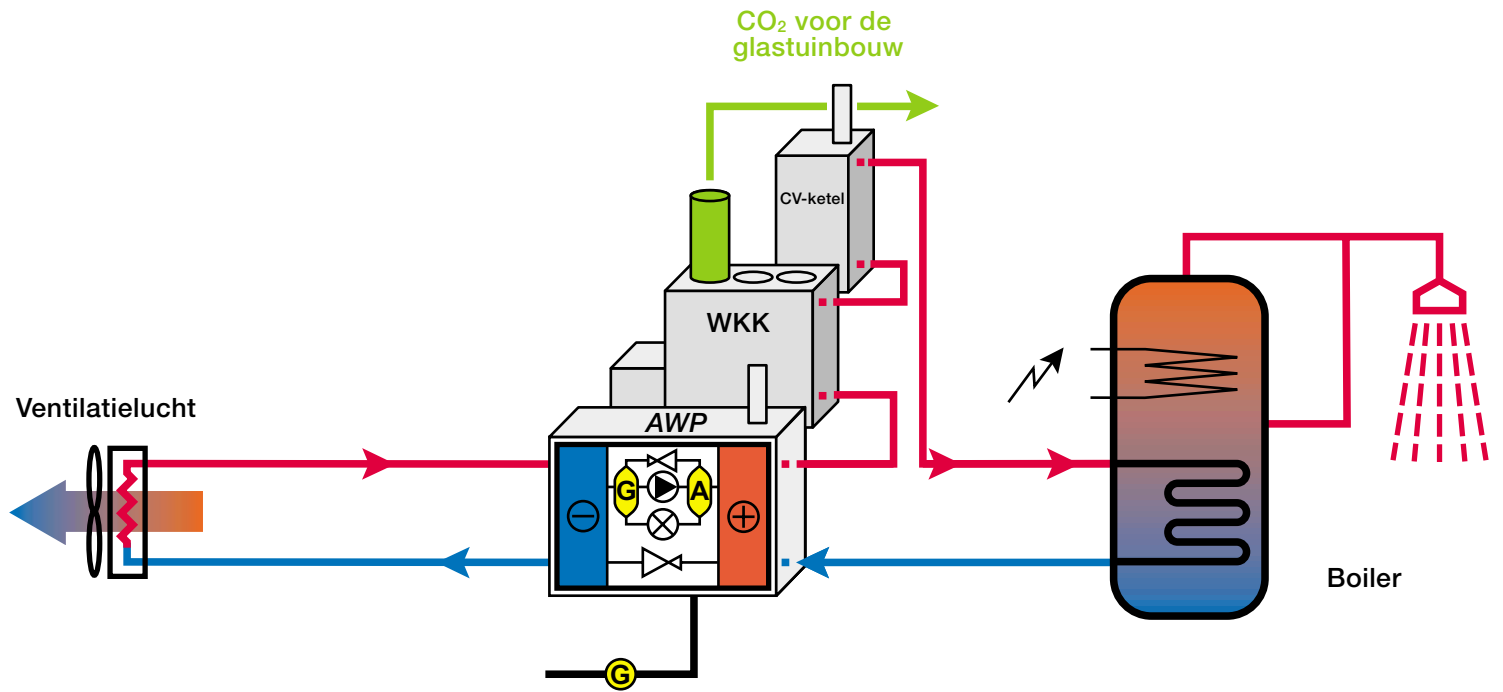 CO₂ voor de
glastuinbouw
CV-ketel
WKK
Ventilatielucht
AWP
G
A
Boiler
G